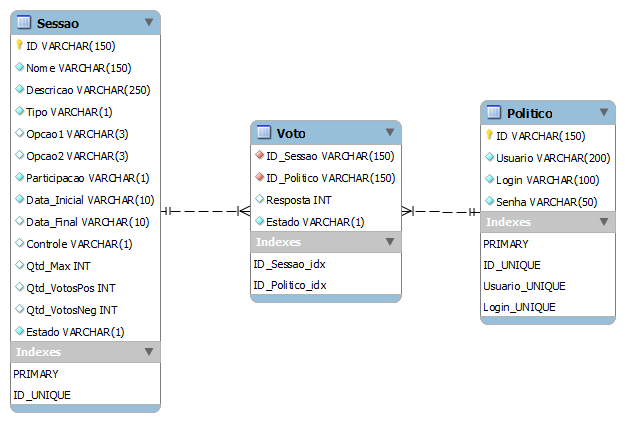 Sessao
ID VARCHAR(150)
Nome VARCHAR(150)
Descricao VARCHAR(250)
Tipo VARCHAR(1)
Opcao1 VARCHAR(3)
Opcao2 VARCHAR(3)
Participacao VARCHAR(1)
Data_Inicial VARCHAR(10)
Data_Final VARCHAR(10)
Controle VARCHAR(1)
Qtd_Max INT
Qtd_VotosPos INT
Qtd_VotosNeg INT
Estado VARCHAR(1)
Indexes
PRIMARY
ID_UNIQUE
Voto
ID_Sessao VARCHAR(150)
ID_Politico VARCHAR(150)
Resposta INT
Estado VARCHAR(1)
Indexes
ID_Sessao_idx
ID_Politico_idx
Politico
ID VARCHAR(150)
Usuario VARCHAR(200)
Login VARCHAR(100)
Senha VARCHAR(50)
Indexes
PRIMARY
ID_UNIQUE
Usuario_UNIQUE
Login_UNIQUE